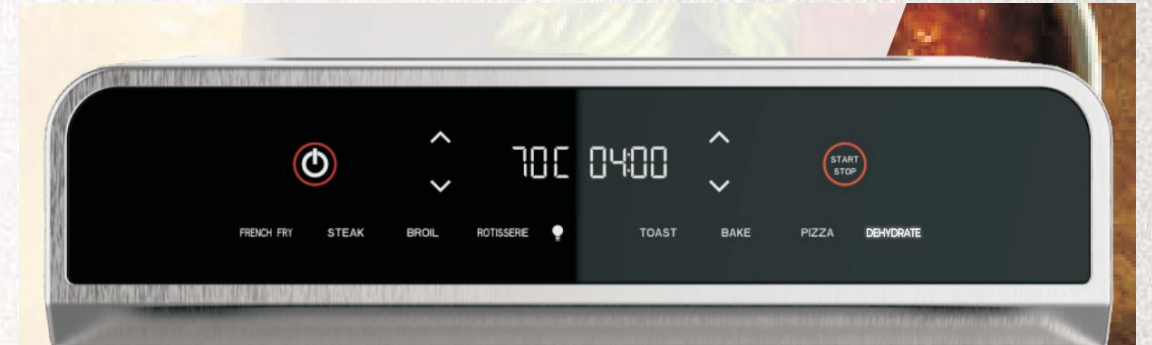 70C 04:00
START
STOP
FRENCH FRY STEAK BROIL ROTISSERIE TOAST BAKE PIZZA DEHYDRATE